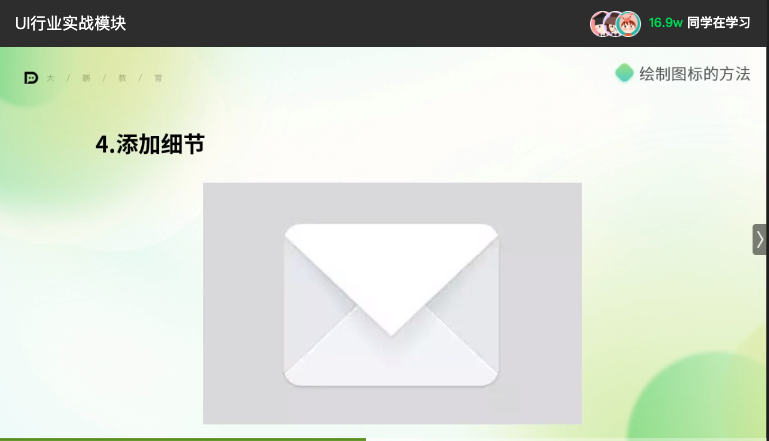 UI行业实战模块
16.9w 同学在学习
大 / 鹏 / 教 / 育
绘制图标的方法
4.添加细节